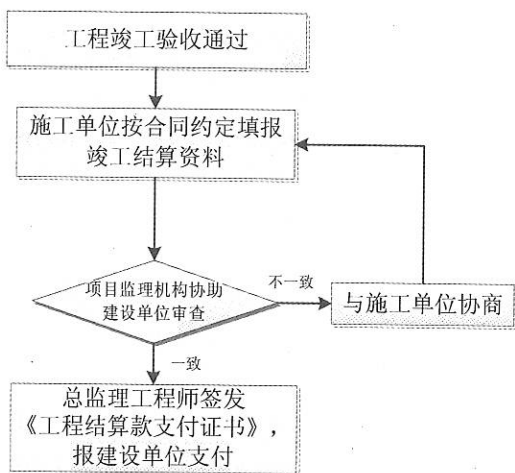 工程竣工验收通过
施工单位按合同约定填报
竣工结算资料
项目监理机构协助
建设单位审查
不一致
与施工单位协商
一致
总监理工程师签发
《工程结算款支付证书》，
报建设单位支付